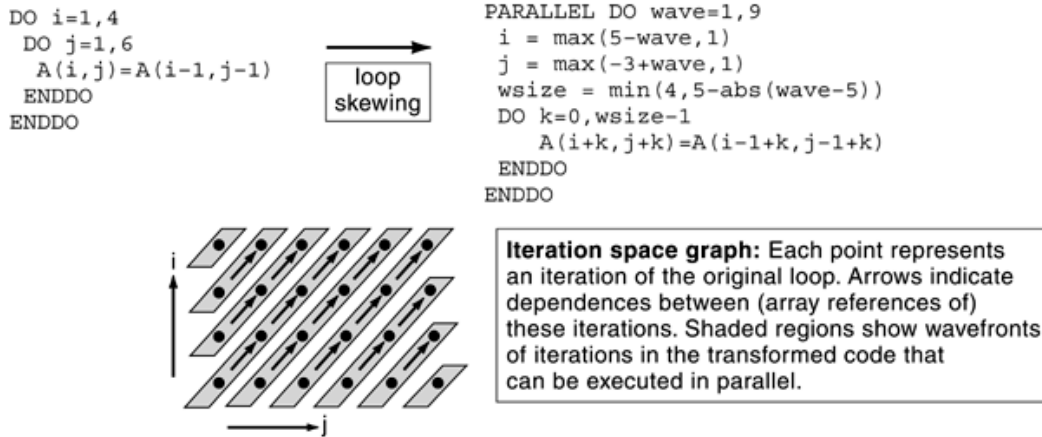 DO i=1,4
 DO j=1,6
  A(i,j)=A(i-1,j-1)
 ENDDO
ENDDO
loop
skewing
PARALLEL DO wave=1,9
 i = max(5-wave,1)
 j = max(-3+wave,1)
 wsize = min(4,5-abs(wave-5))
 DO k=0,wsize-1
    A(i+k,j+k)=A(i-1+k,j-1+k)
 ENDDO
ENDDO
i
j
Iteration space graph: Each point represents
an iteration of the original loop. Arrows indicate
dependences between (array references of)
these iterations. Shaded regions show wavefronts
of iterations in the transformed code that
can be executed in parallel.